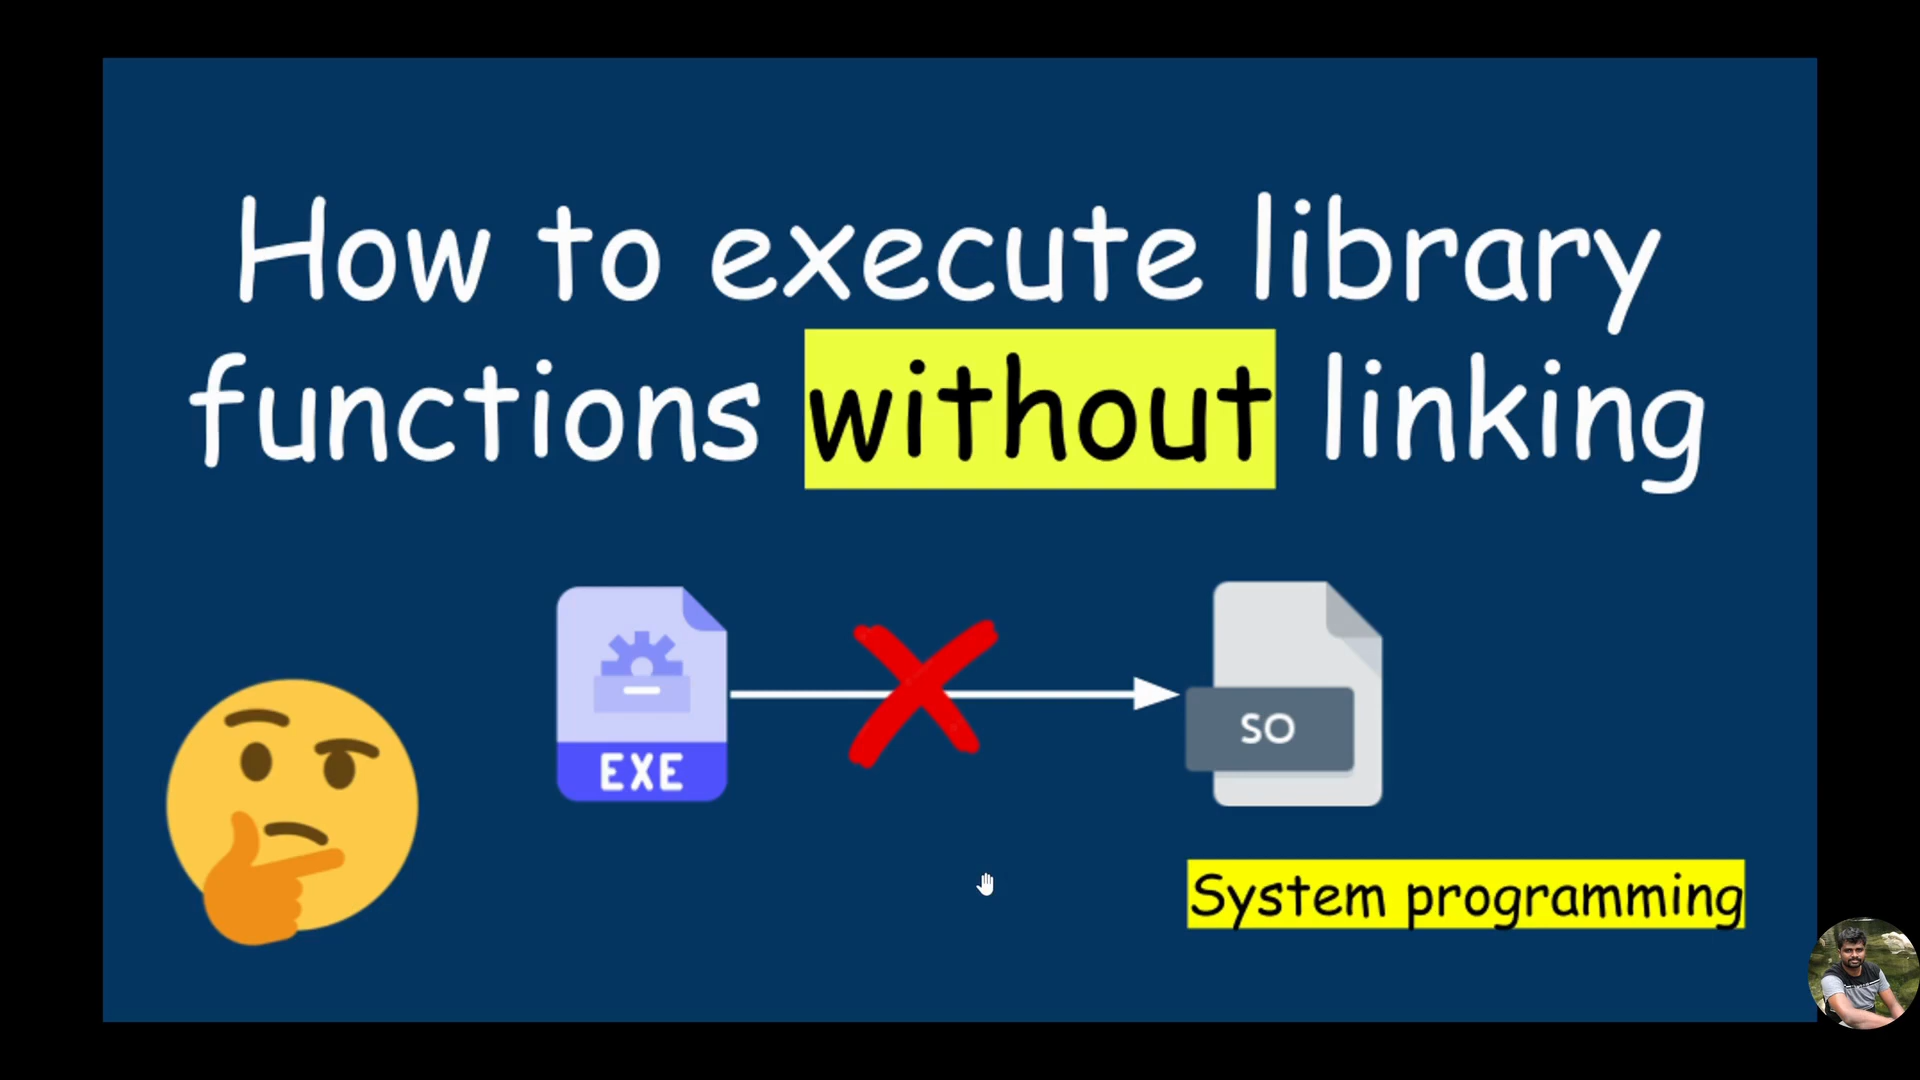 How to execute library
functions without linking
EXE
SO
System programming